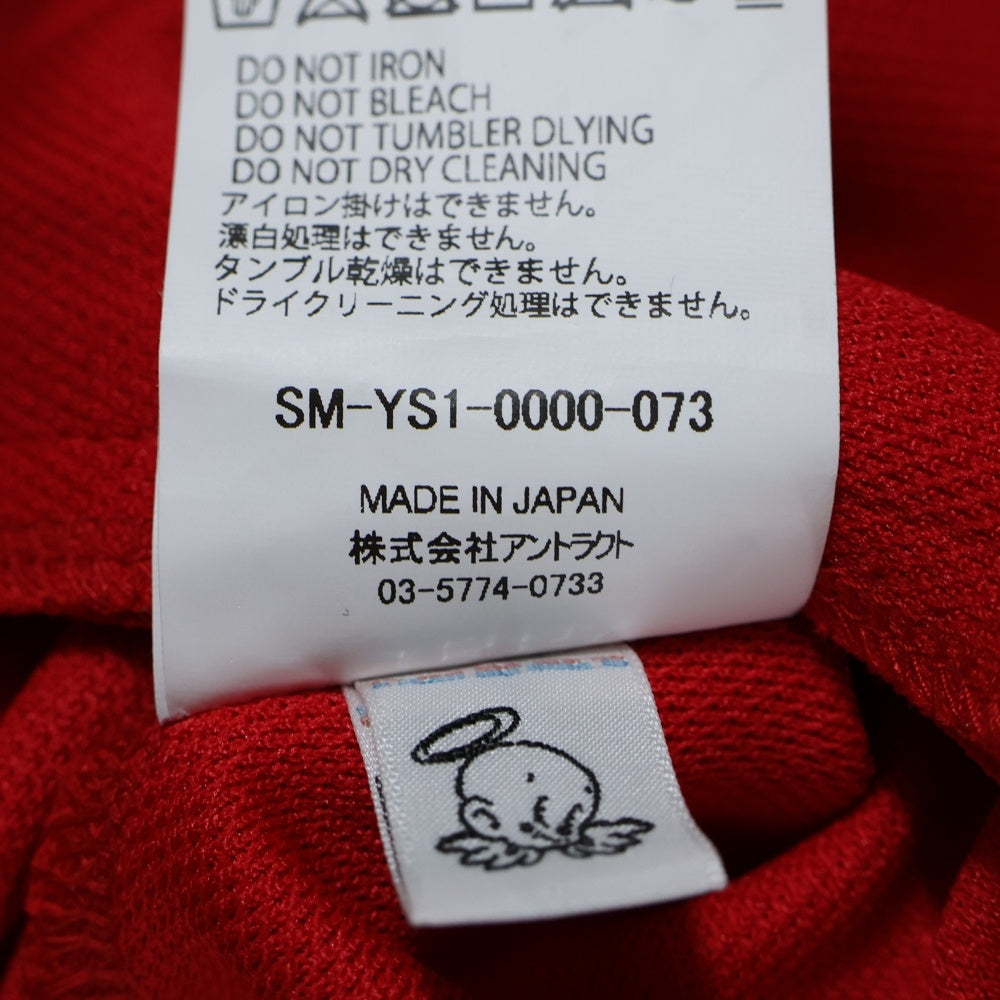 DO NOT IRON
DO NOT BLEACH
DO NOT TUMBLER DLYING
DO NOT DRY CLEANING
アイロン掛けはできません。
漂白処理はできません。
タンブル乾燥はできません。
ドライクリーニング処理はできません。
SM-YS1-0000-073
MADE IN JAPAN
株式会社アントラクト
03-5774-0733